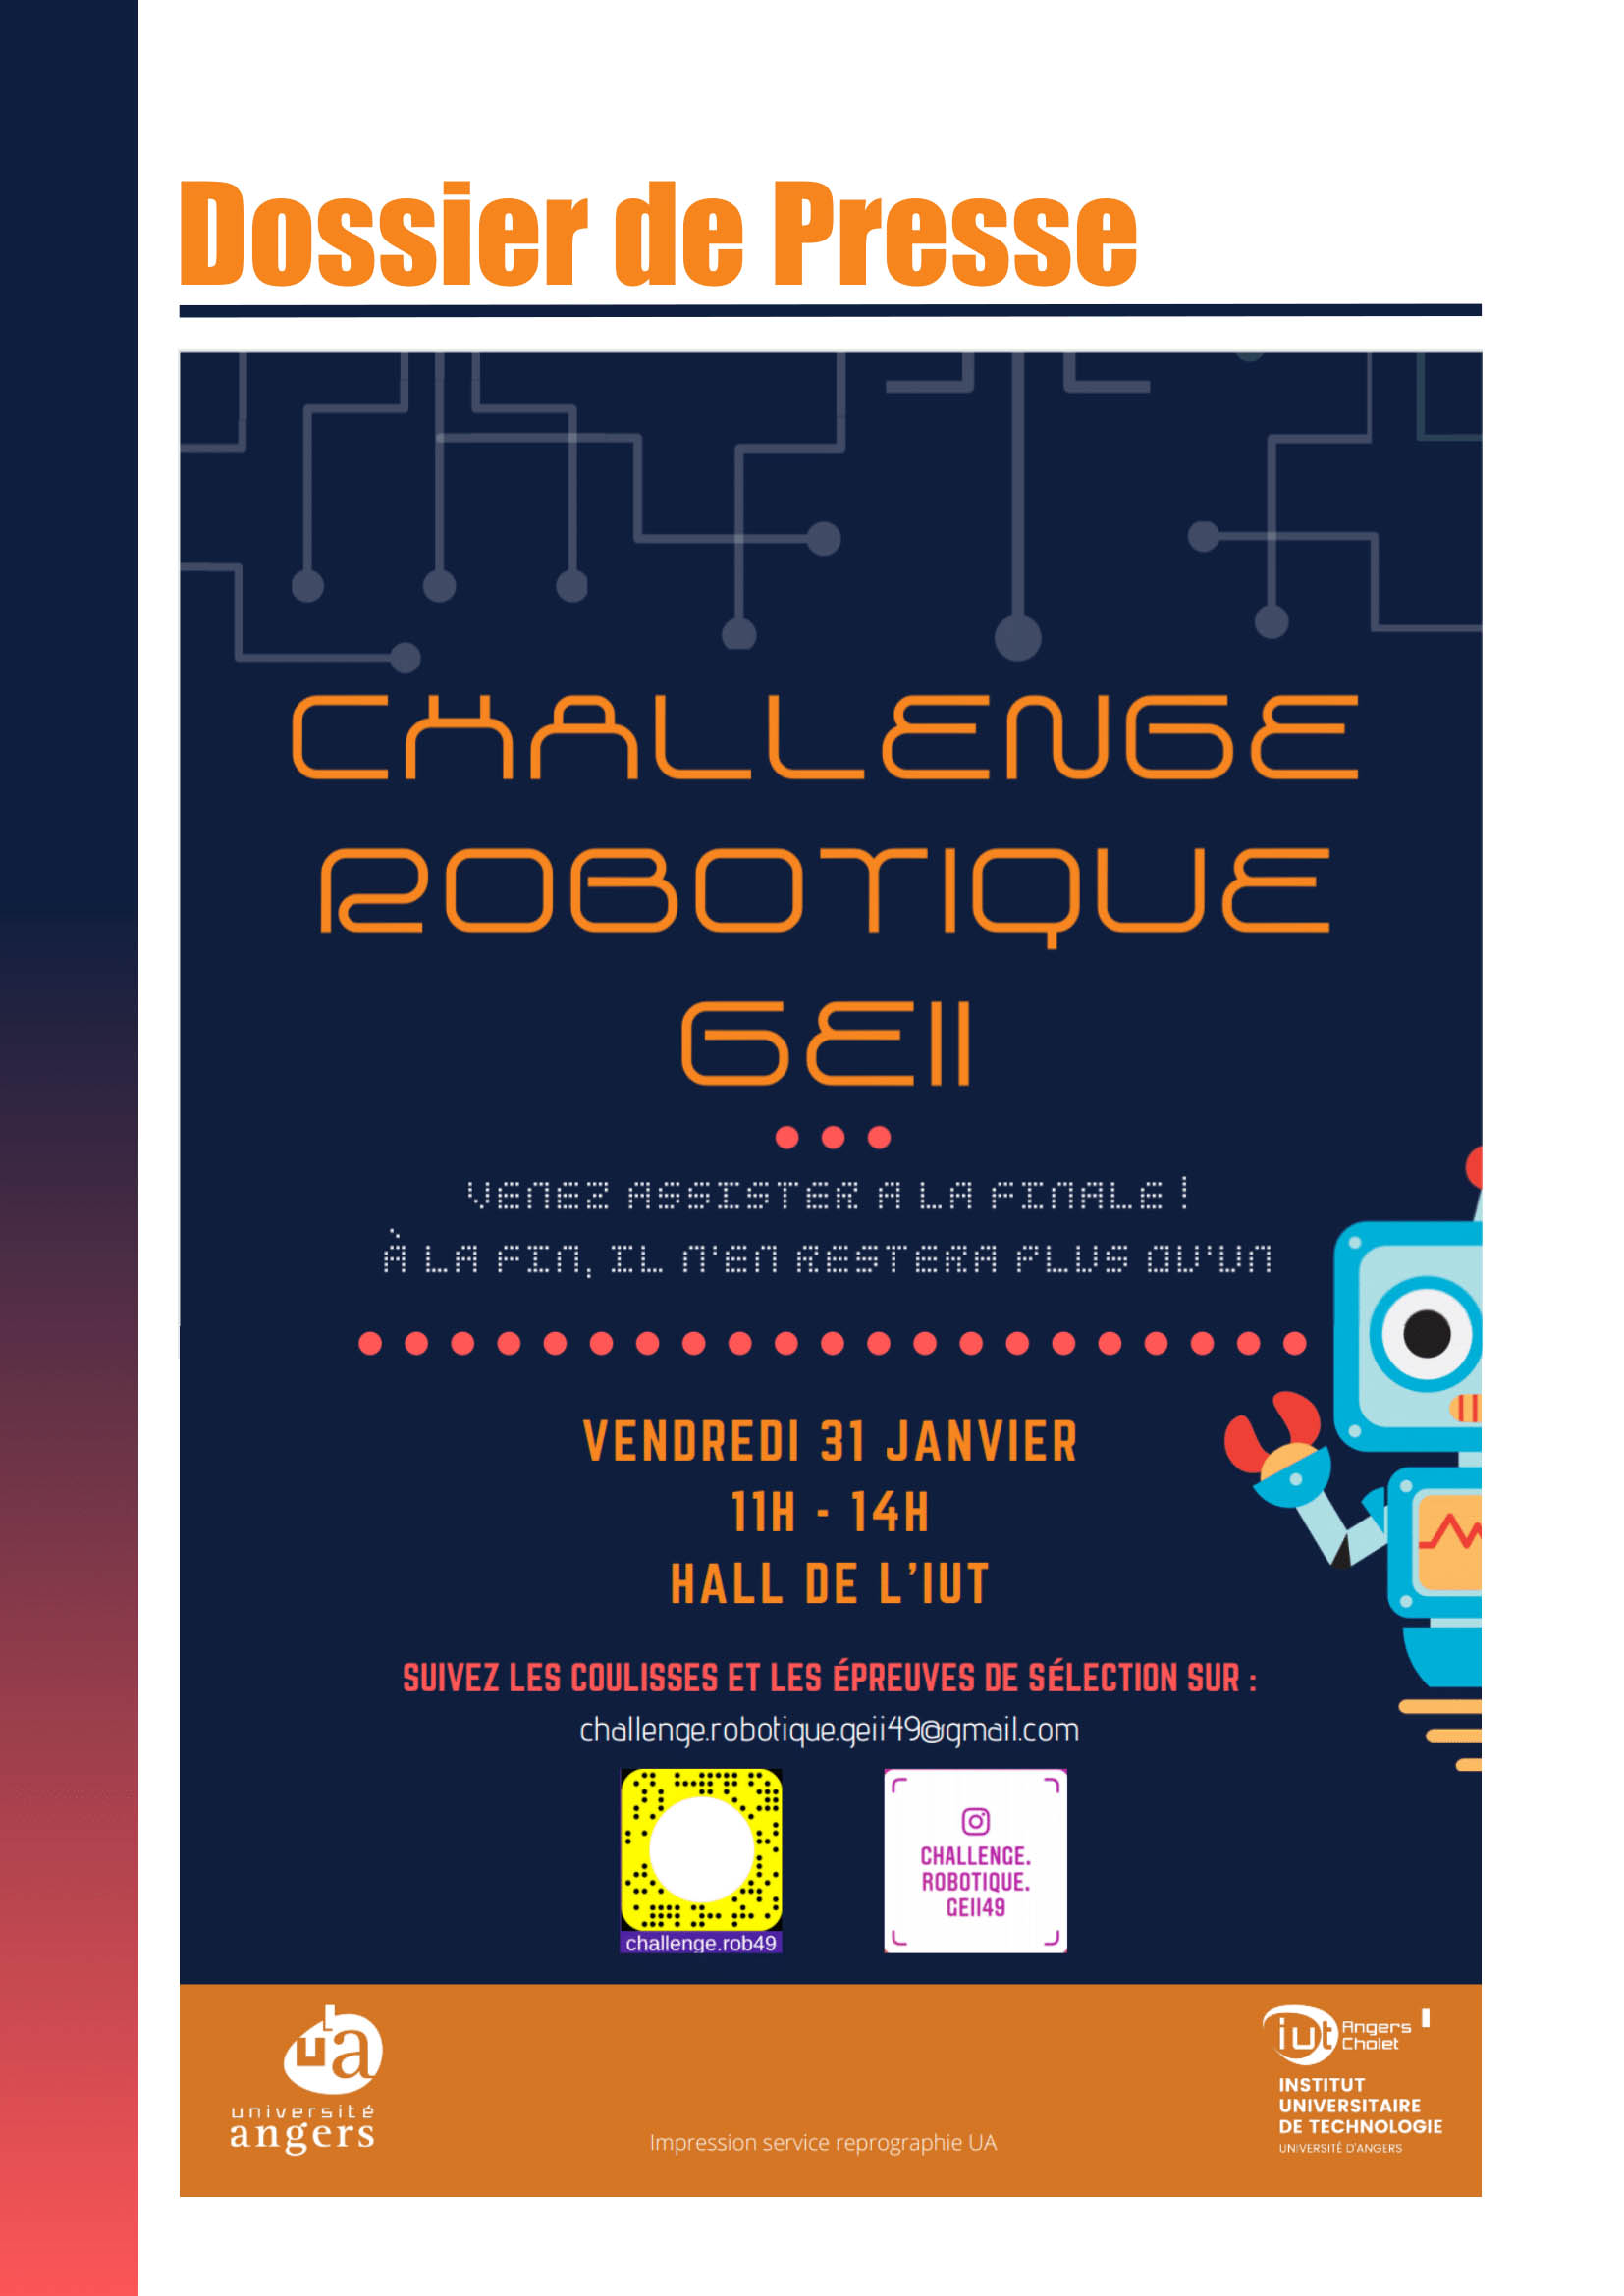 Dossier de Presse
CHALLENGE
ROBOTIQUE
GEII
VENEZ ASSISTER A LA FINALE !
À LA FIN, IL N'EN RESTERA PLUS QU'UN
VENDREDI 31 JANVIER
11H - 14H
HALL DE L'IUT
SUIVEZ LES COULISSES ET LES ÉPREUVES DE SÉLECTION SUR :
challenge.robotique.geii49@gmail.com
challenge.rob49
CHALLENGE.
ROBOTIQUE.
GEII49
ua
université
angers
Impression service reprographie UA
iut Angers
Cholet
INSTITUT
UNIVERSITAIRE
DE TECHNOLOGIE
UNIVERSITÉ D'ANGERS